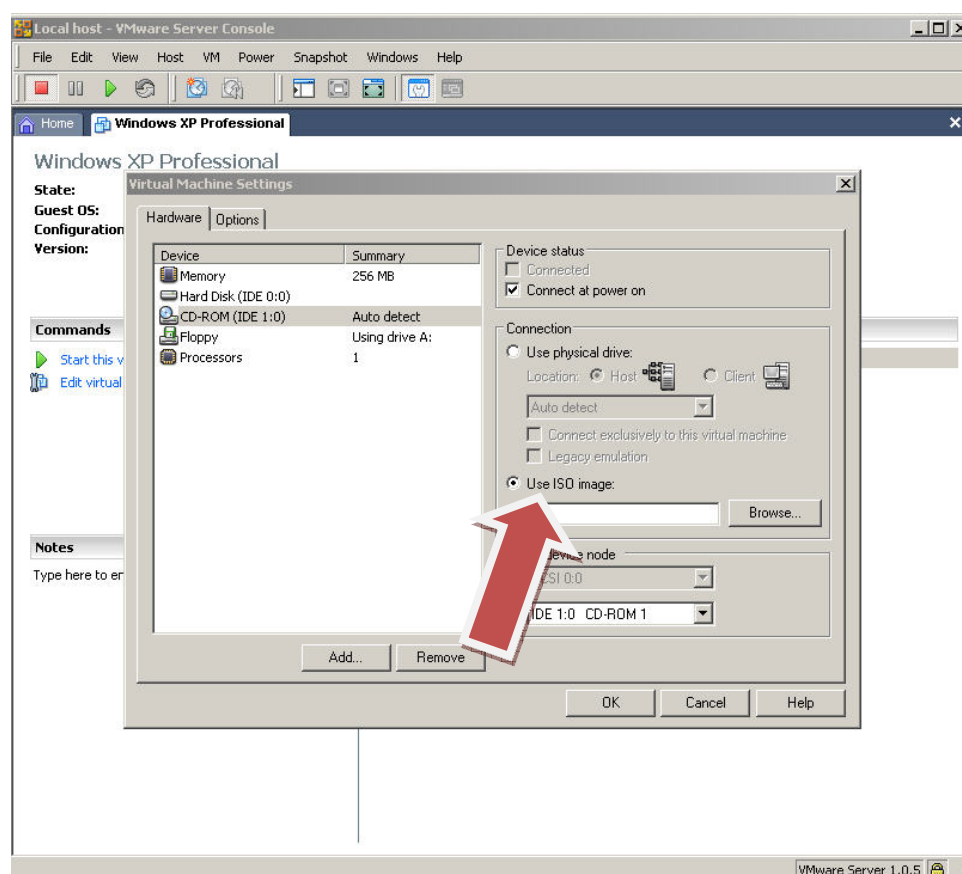 Local host - VMware Server Console
File Edit View Host VM Power Snapshot Windows Help
Home Windows XP Professional
Windows XP Professional
State:
Guest OS:
Configuration
Version:
Commands
Start this v
Edit virtual
Notes
Type here to er
Virtual Machine Settings
Hardware Options
Device Summary
Memory 256 MB
Hard Disk (IDE 0:0)
CD-ROM (IDE 1:0) Auto detect
Floppy Using drive A:
Processors 1
Add... Remove
Device status
Connected
Connect at power on
Connection
Use physical drive:
Location: Host Client
Auto detect
Connect exclusively to this virtual machine
Legacy emulation
Use ISO image:
Browse...
device node
CSI 0:0
IDE 1:0 CD-ROM 1
OK Cancel Help
VMware Server 1.0.5